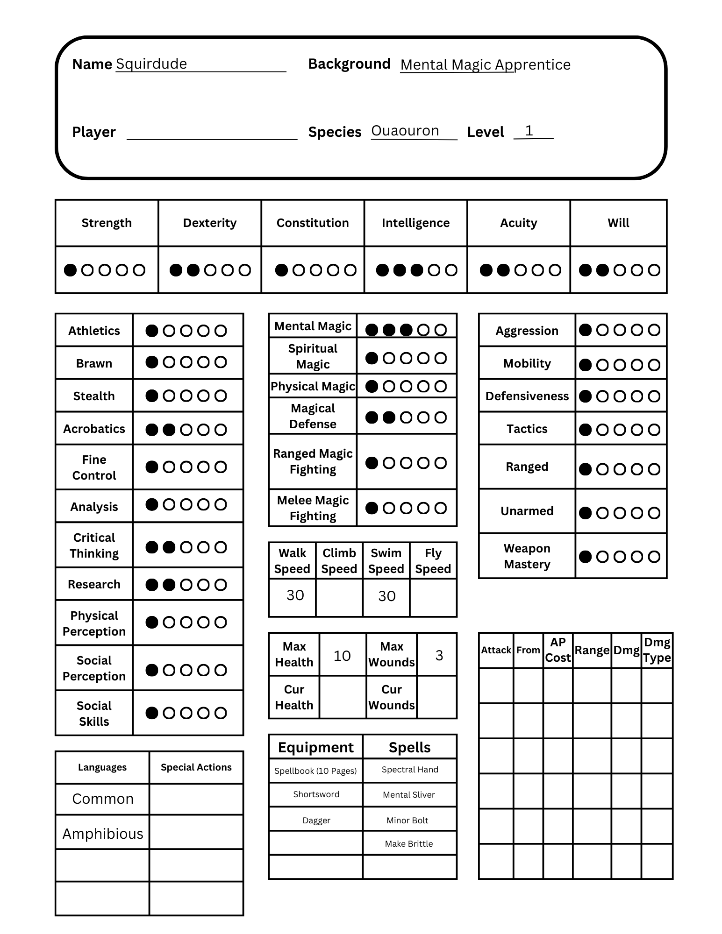 Name Squirdude Background Mental Magic Apprentice
Player Species Ouaouron Level 1
Strength Dexterity Constitution Intelligence Acuity Will
Athletics
Brawn
Stealth
Acrobatics
Fine
Control
Analysis
Critical
Thinking
Research
Physical
Perception
Social
Perception
Social
Skills
Mental Magic
Spiritual
Magic
Physical Magic
Magical
Defense
Ranged Magic
Fighting
Melee Magic
Fighting
Aggression
Mobility
Defensiveness
Tactics
Ranged
Unarmed
Weapon
Mastery
Walk Climb Swim Fly
Speed Speed Speed Speed
30 30
Max Health 10 Max Wounds 3
Cur Health Cur Wounds
Attack From AP Cost Range Dmg Dmg Type
Languages Special Actions
Common
Amphibious
Equipment Spells
Spellbook (10 Pages) Spectral Hand
Shortsword Mental Sliver
Dagger Minor Bolt
Make Brittle